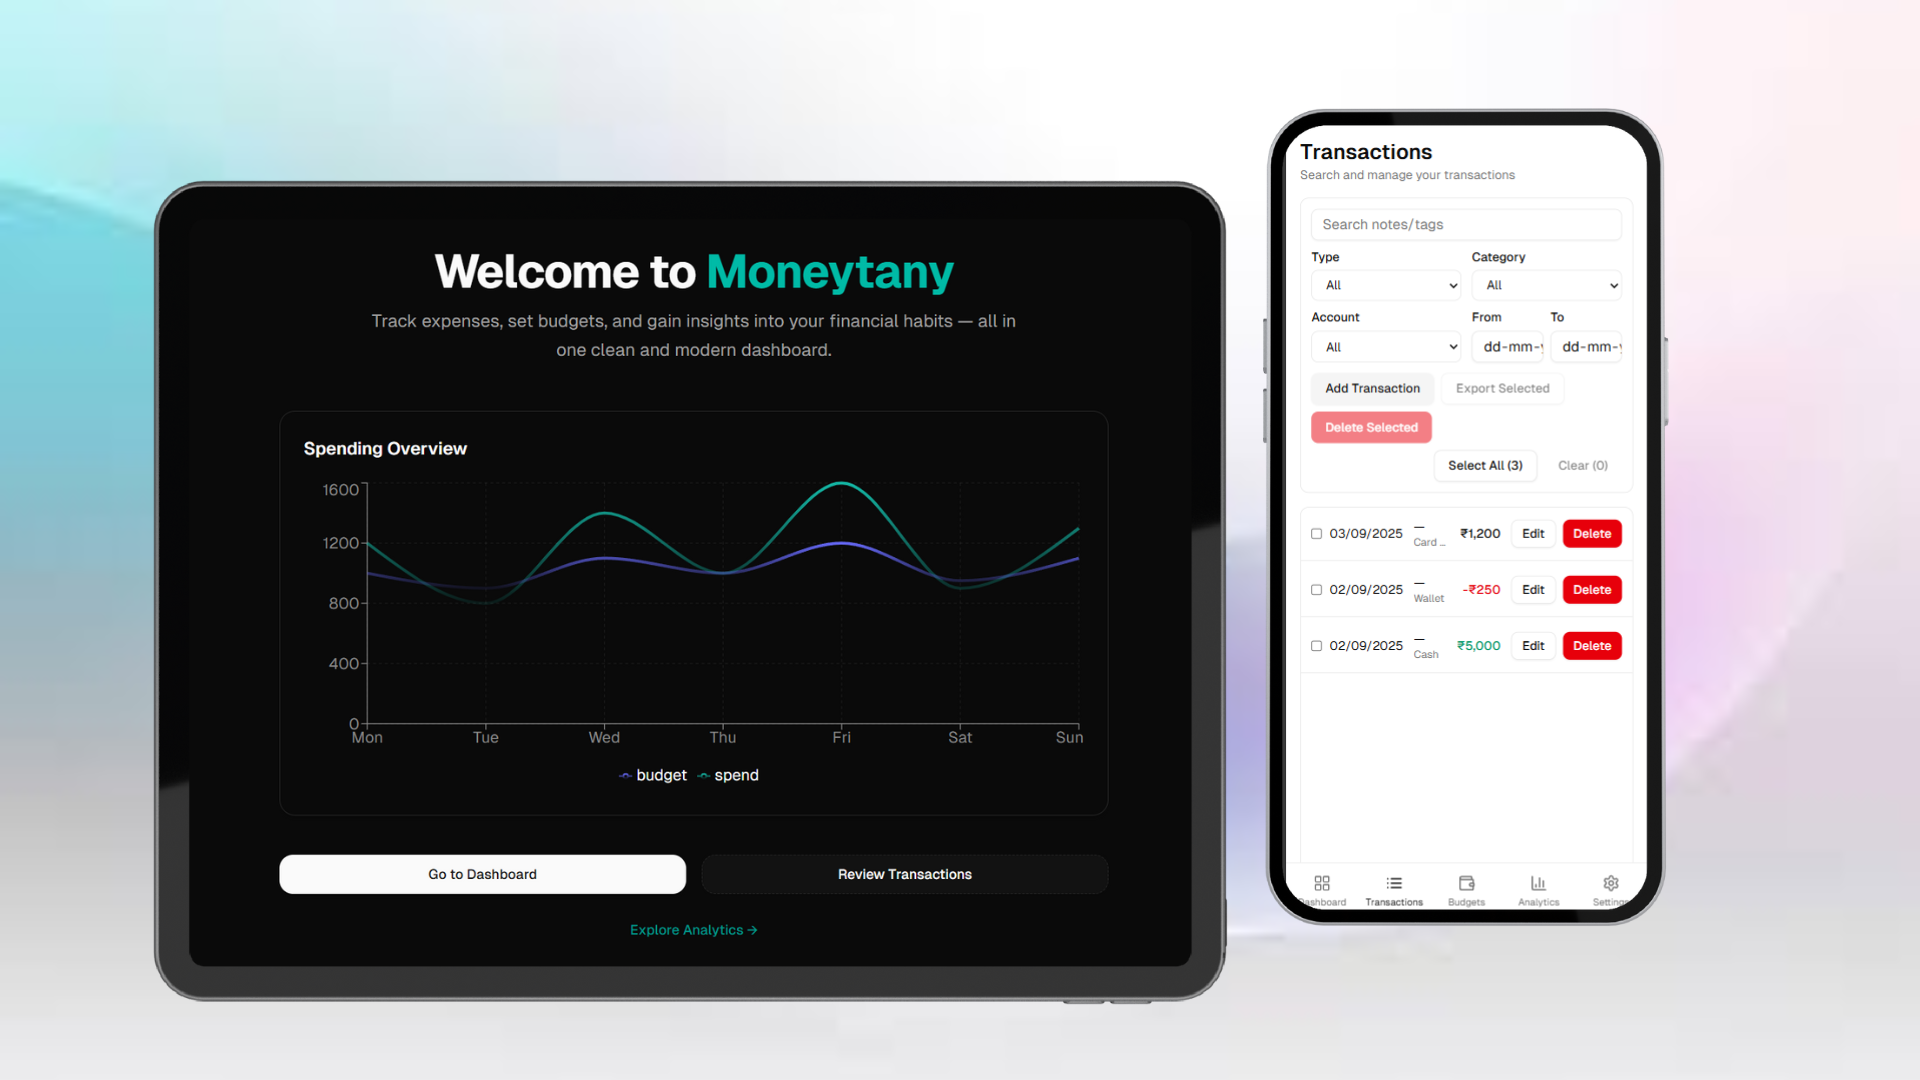 Welcome to Moneytany
Track expenses, set budgets, and gain insights into your financial habits — all in
one clean and modern dashboard.
Spending Overview
1600
1200
800
400
0
Mon Tue Wed Thu Fri Sat Sun
budget spend
Go to Dashboard Review Transactions
Explore Analytics →
Transactions
Search and manage your transactions
Search notes/tags
Type Category
All All
Account From To
All dd-mm-y dd-mm-y
Add Transaction Export Selected
Delete Selected
Select All (3) Clear (0)
03/09/2025 — ₹1,200 Edit Delete
Card ...
02/09/2025 — -₹250 Edit Delete
Wallet
02/09/2025 — ₹5,000 Edit Delete
Cash
Dashboard Transactions Budgets Analytics Settings